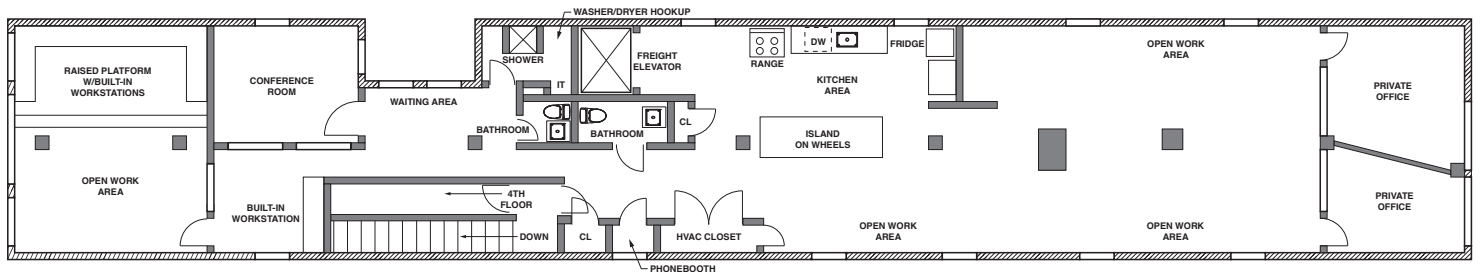 WASHER/DRYER HOOKUP
RAISED PLATFORM
W/BUILT-IN
WORKSTATIONS
CONFERENCE
ROOM
WAITING AREA
SHOWER
IT
FREIGHT
ELEVATOR
RANGE
DW
FRIDGE
KITCHEN
AREA
OPEN WORK
AREA
PRIVATE
OFFICE
BATHROOM
BATHROOM
CL
ISLAND
ON WHEELS
OPEN WORK
AREA
BUILT-IN
WORKSTATION
4TH
FLOOR
DOWN
CL
HVAC CLOSET
PHONEBOOTH
OPEN WORK
AREA
OPEN WORK
AREA
PRIVATE
OFFICE